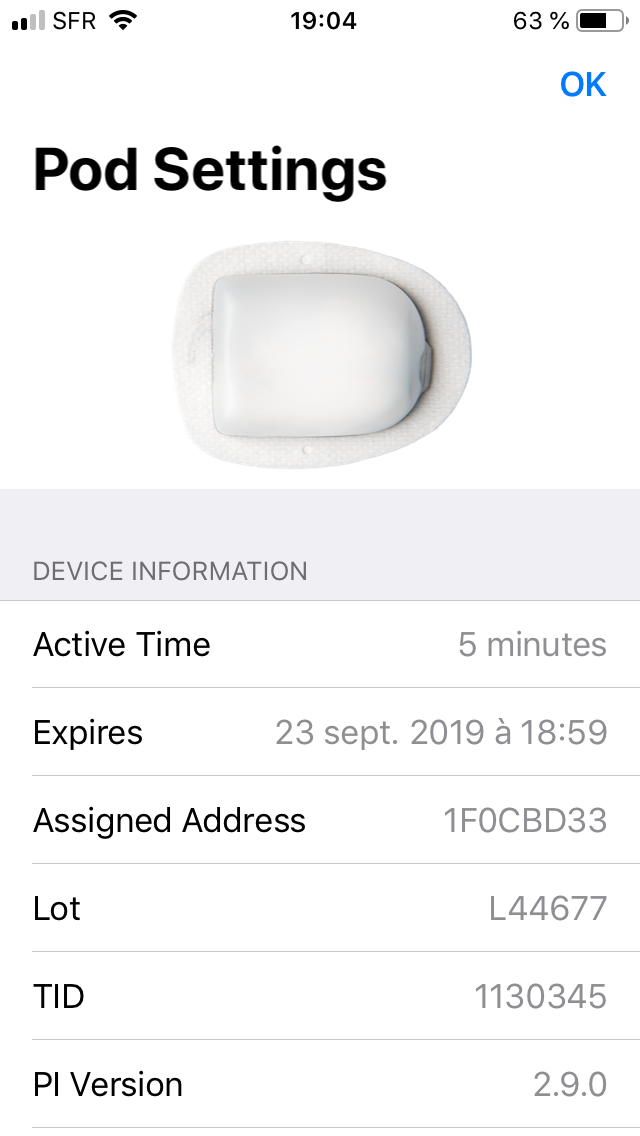 SFR 19:04 63 %
OK
Pod Settings
DEVICE INFORMATION
Active Time 5 minutes
Expires 23 sept. 2019 à 18:59
Assigned Address 1F0CBD33
Lot L44677
TID 1130345
PI Version 2.9.0